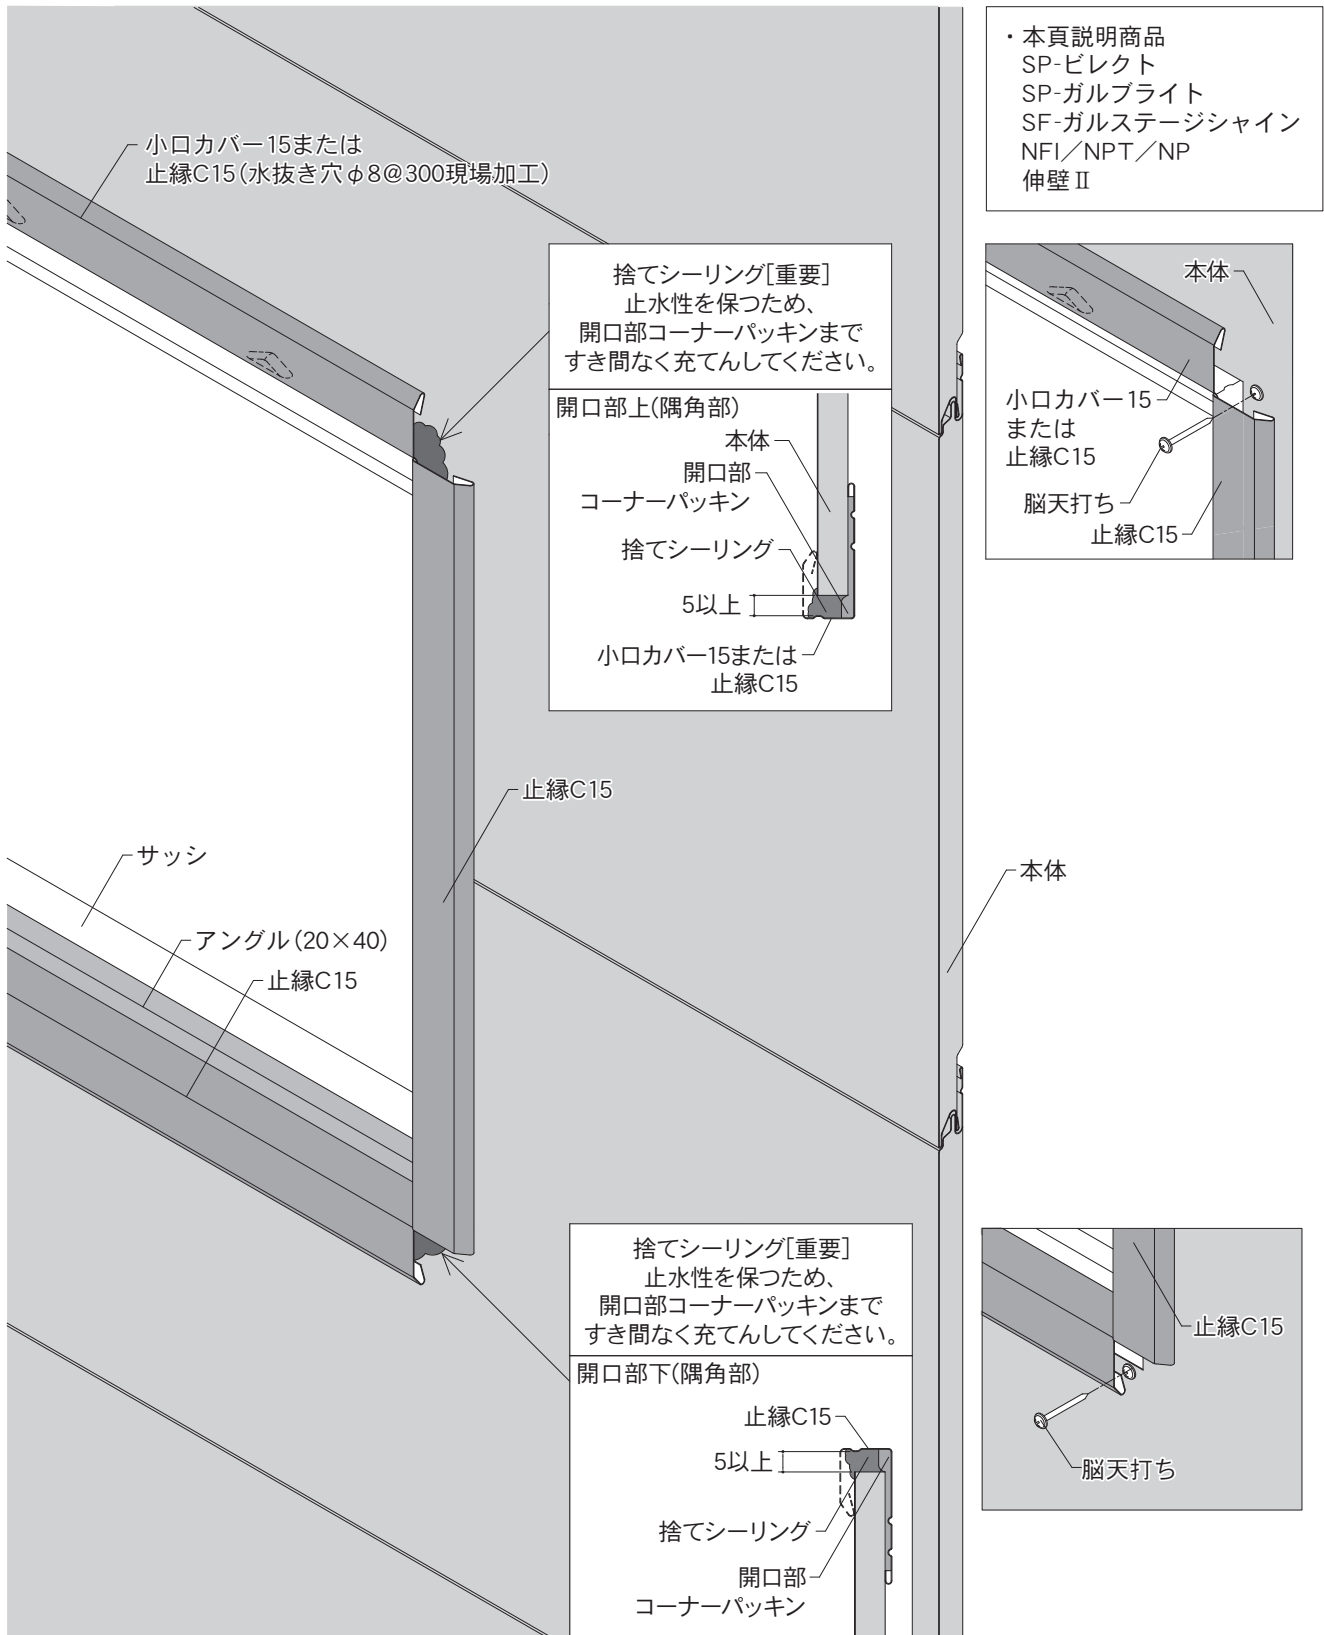 ・本頁説明商品
SP-ビレクト
SP-ガルブライト
SF-ガルステージシャイン
NFI／NPT／NP
伸壁Ⅱ
小口カバー15または
止縁C15(水抜き穴φ8@300現場加工)
捨てシーリング[重要]
止水性を保つため、
開口部コーナーパッキンまで
すき間なく充てんしてください。
開口部上(隅角部)
本体
開口部
コーナーパッキン
捨てシーリング
5以上
小口カバー15または
止縁C15
本体
小口カバー15
または
止縁C15
脳天打ち
止縁C15
止縁C15
サッシ
アングル(20×40)
止縁C15
本体
捨てシーリング[重要]
止水性を保つため、
開口部コーナーパッキンまで
すき間なく充てんしてください。
開口部下(隅角部)
止縁C15
5以上
捨てシーリング
開口部
コーナーパッキン
止縁C15
脳天打ち